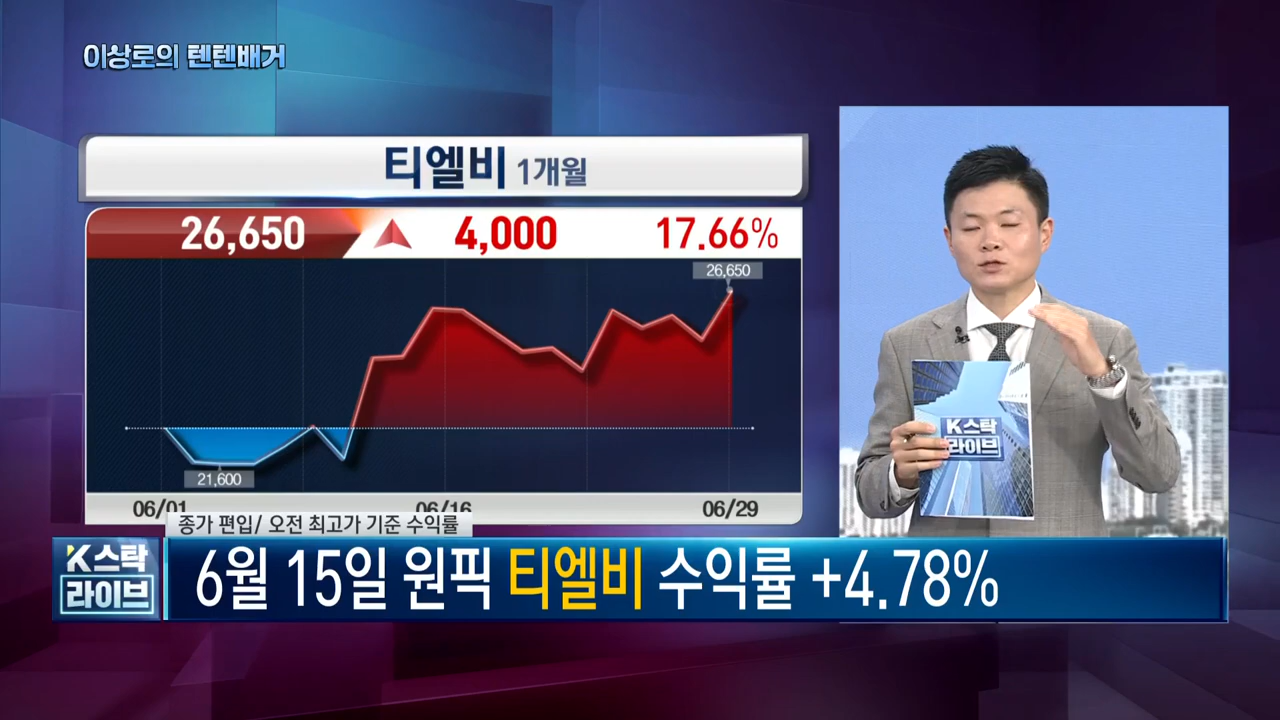 이상로의 텐텐배거
티엘비 1개월
26,650 4,000 17.66%
26,650
21,600
06/01 06/16 06/29
종가 편입/ 오전 최고가 기준 수익률
K스탁
라이브
6월 15일 원픽 티엘비 수익률 +4.78%
K스탁
라이브